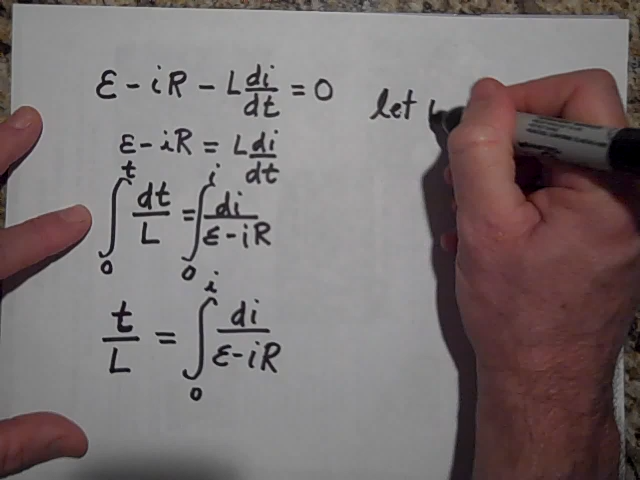 ε - iR - L di/dt = 0
let
ε - iR = L di/dt
∫₀ᵗ dt/L = ∫₀ⁱ di/(ε - iR)
t/L = ∫₀ⁱ di/(ε - iR)